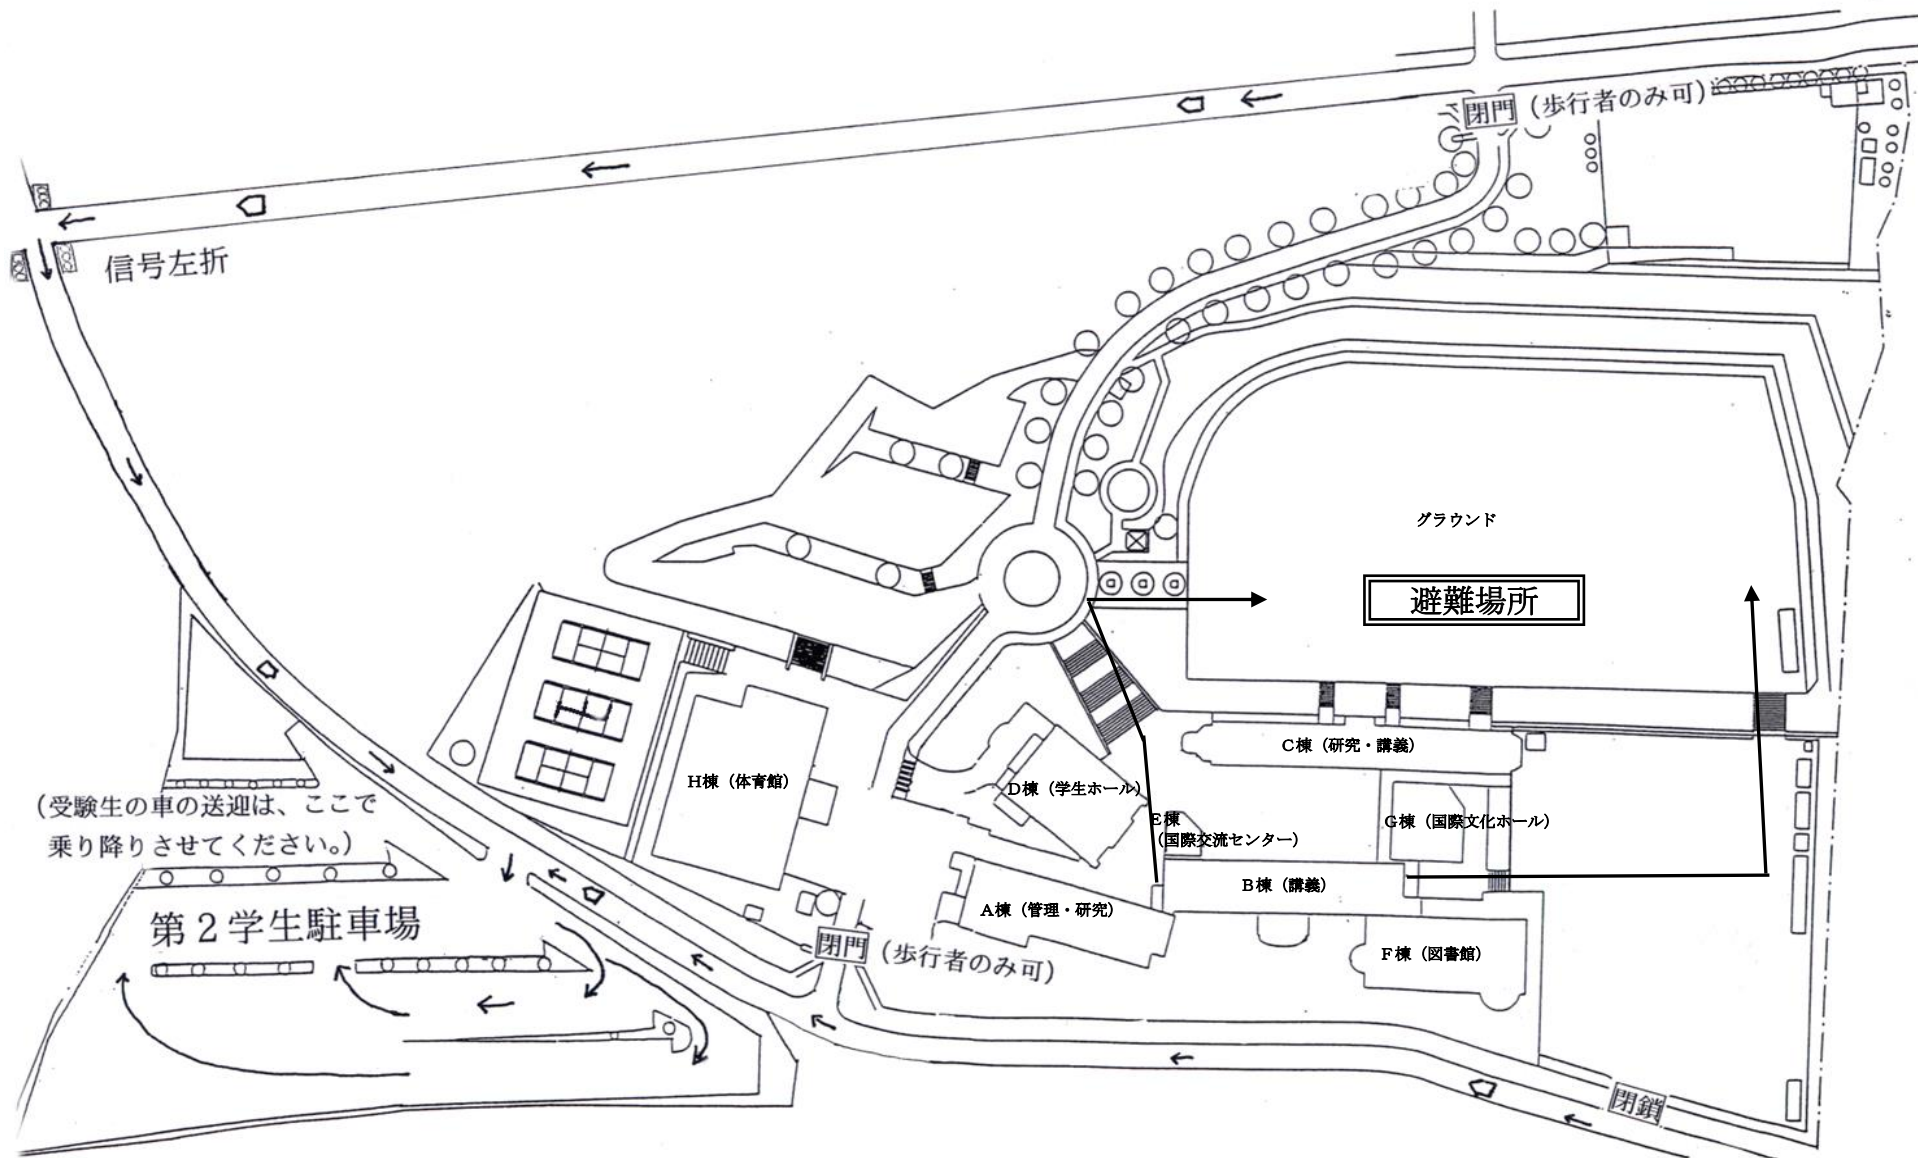 閉門 (歩行者のみ可)
信号左折
グラウンド
避難場所
C棟（研究・講義）
H棟（体育館）
D棟（学生ホール）
(受験生の車の送迎は、ここで
乗り降りさせてください。)
E棟
（国際交流センター）
G棟（国際文化ホール）
B棟（講義）
A棟（管理・研究）
第２学生駐車場
閉門 (歩行者のみ可)
F棟（図書館）
閉鎖